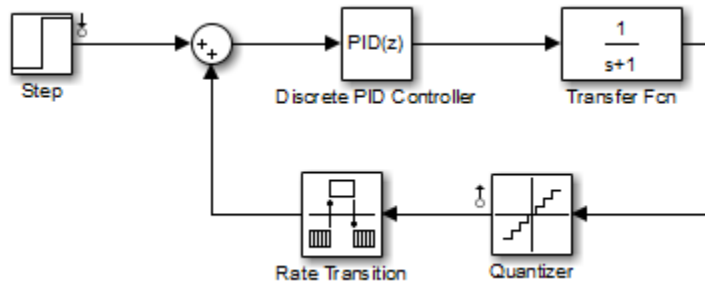 PID(z)
1
s+1
Step
Discrete PID Controller
Transfer Fcn
Rate Transition
Quantizer